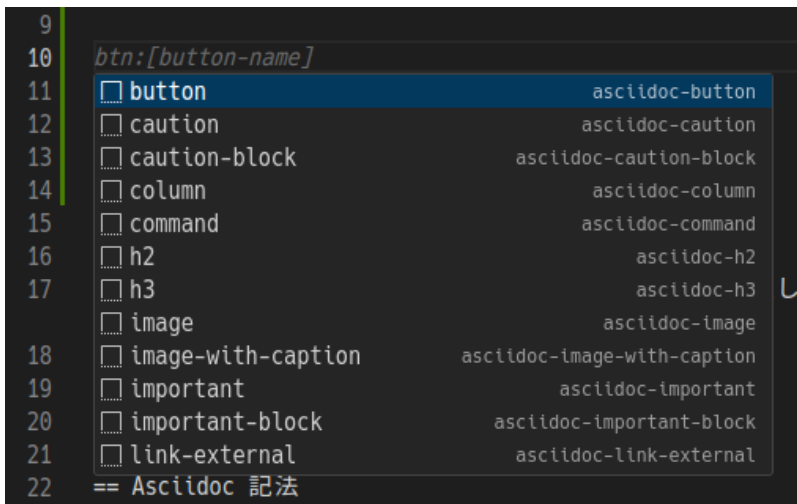 9
10 btn:[button-name]
11 button asciidoc-button
12 caution asciidoc-caution
13 caution-block asciidoc-caution-block
14 column asciidoc-column
15 command asciidoc-command
16 h2 asciidoc-h2
17 h3 asciidoc-h3 し
image asciidoc-image
18 image-with-caption asciidoc-image-with-caption
19 important asciidoc-important
20 important-block asciidoc-important-block
21 link-external asciidoc-link-external
22 == Asciidoc 記法